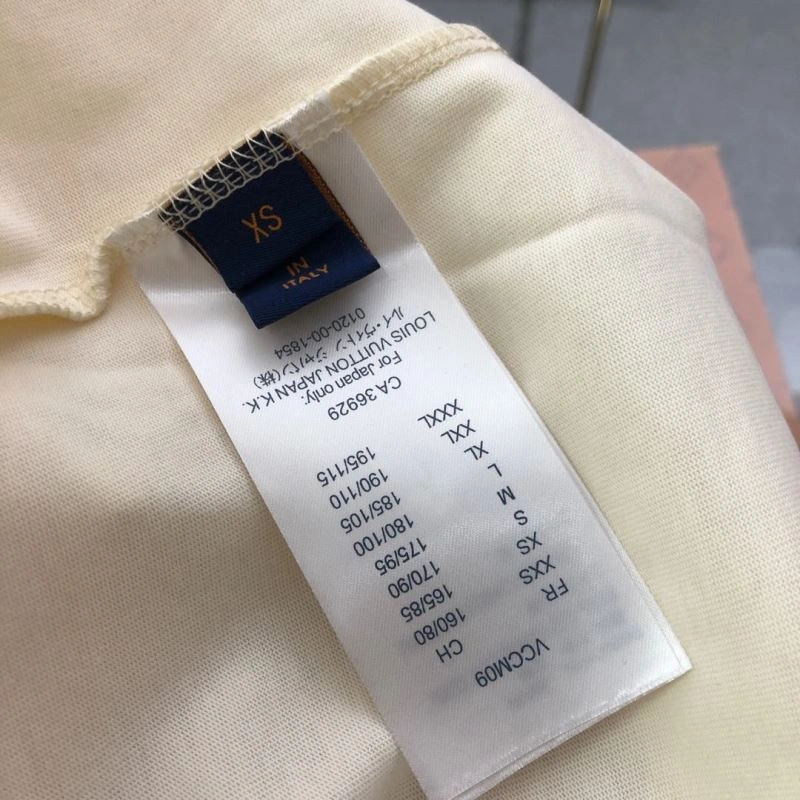 XS
IN
ITALY
VCCM09
FR CH
XXS 160/80
XS 165/85
S 170/90
M 175/95
L 180/100
XL 185/105
XXL 190/110
XXXL 195/115
CA 36929
For Japan only:
LOUIS VUITTON JAPAN K.K.
ルイ・ヴィトン ジャパン(株)
0120-00-1854